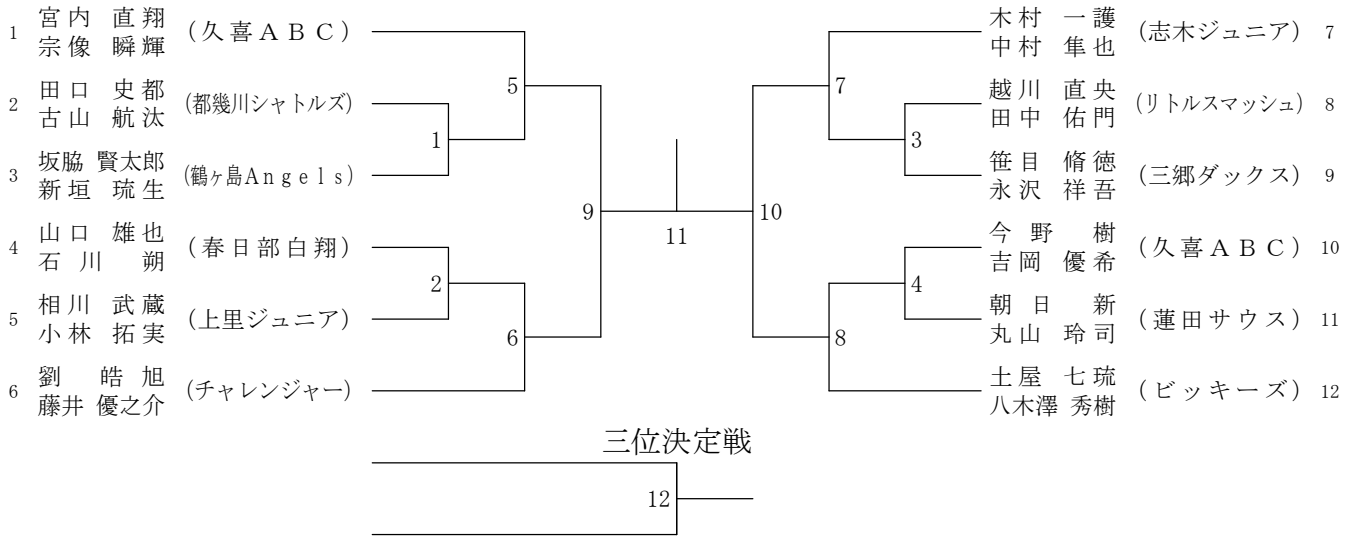 1 宮内 直翔 (久喜ABC)
宗像 瞬輝
2 田口 史都 (都幾川シャトルズ)
古山 航汰
3 坂脇 賢太郎 (鶴ヶ島Angels)
新垣 琉生
4 山口 雄也 (春日部白翔)
石川 朔
5 相川 武蔵 (上里ジュニア)
小林 拓実
6 劉 皓旭 (チャレンジャー)
藤井 優之介
1
2
5
6
9
11
10
7
8
3
4
木村 一護 (志木ジュニア) 7
中村 隼也
越川 直央 (リトルスマッシュ) 8
田中 佑門
笹目 脩徳 (三郷ダックス) 9
永沢 祥吾
今野 樹 (久喜ABC) 10
吉岡 優希
朝日 新 (蓮田サウス) 11
丸山 玲司
土屋 七琉 (ビッキーズ) 12
八木澤 秀樹
三位決定戦
12